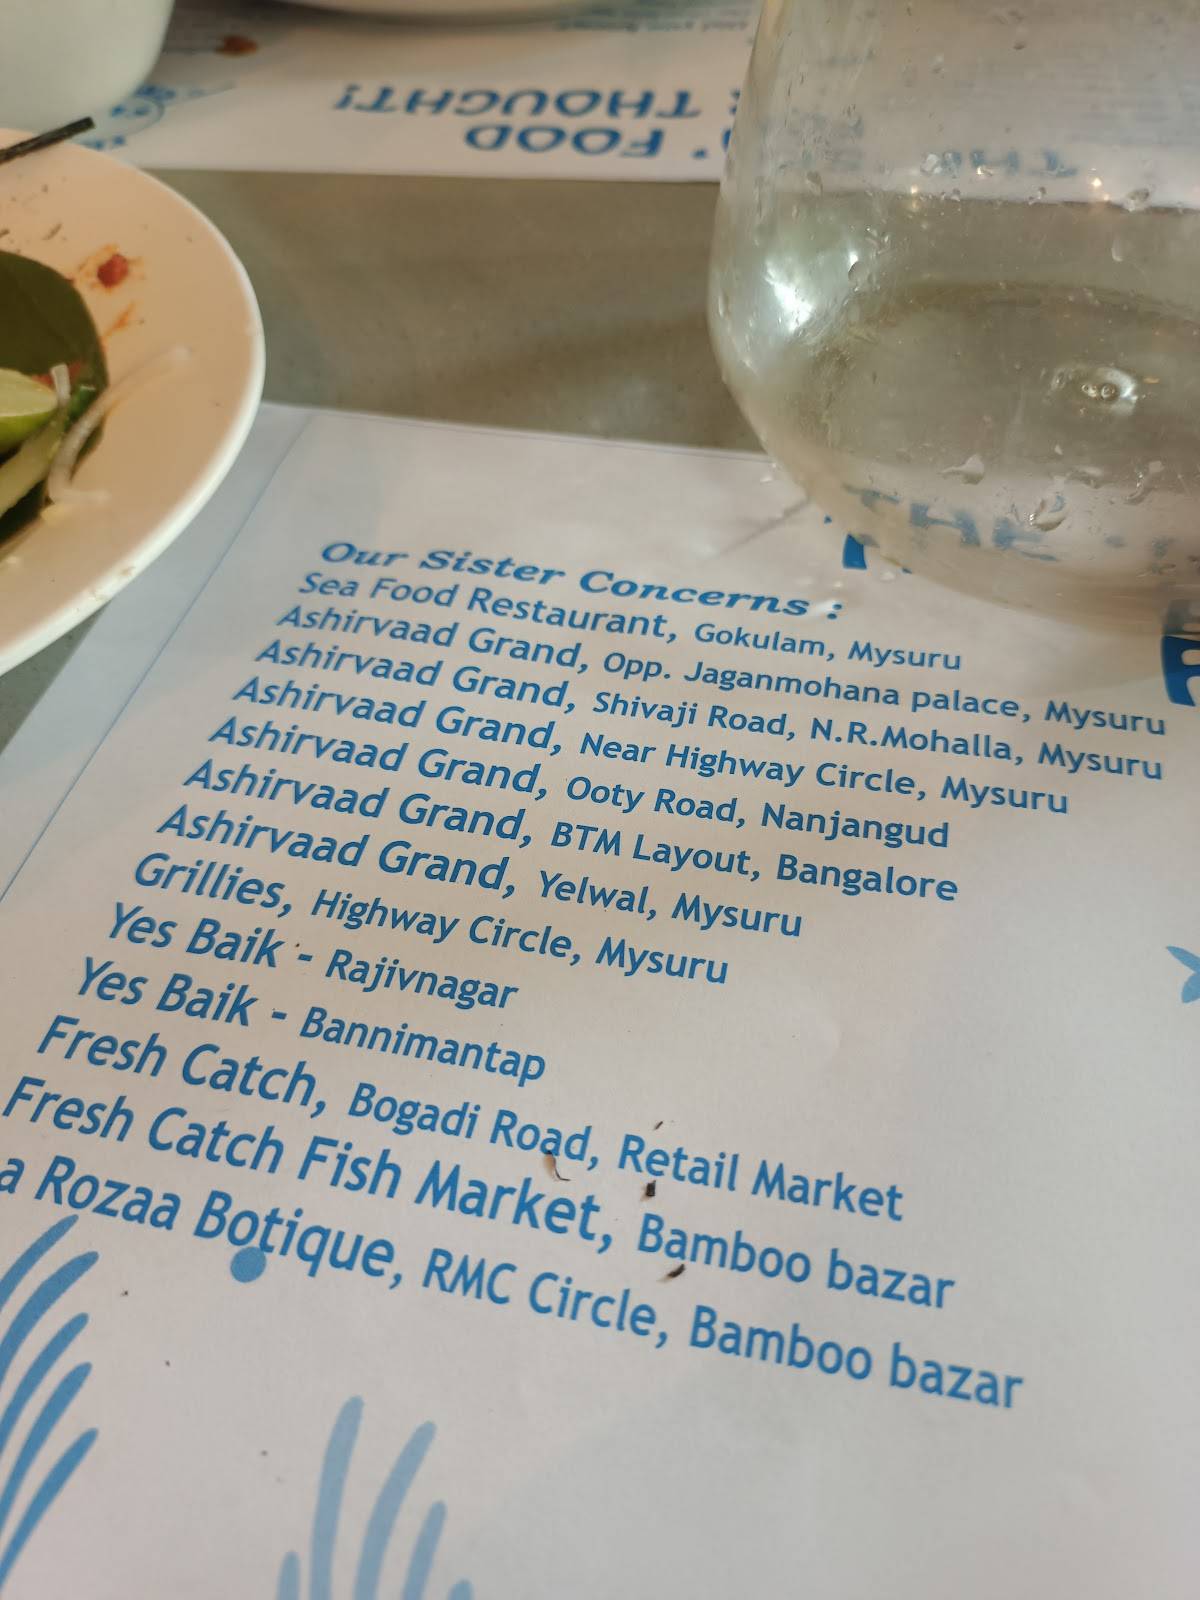 FOOD
THOUGHT!
THE
Our Sister Concerns :
Sea Food Restaurant, Gokulam, Mysuru
Ashirvaad Grand, Opp. Jaganmohana palace, Mysuru
Ashirvaad Grand, Shivaji Road, N.R.Mohalla, Mysuru
Ashirvaad Grand, Near Highway Circle, Mysuru
Ashirvaad Grand, Ooty Road, Nanjangud
Ashirvaad Grand, BTM Layout, Bangalore
Ashirvaad Grand, Yelwal, Mysuru
Grillies, Highway Circle, Mysuru
Yes Baik - Rajivnagar
Yes Baik - Bannimantap
Fresh Catch, Bogadi Road, Retail Market
Fresh Catch Fish Market, Bamboo bazar
a Rozaa Botique, RMC Circle, Bamboo bazar